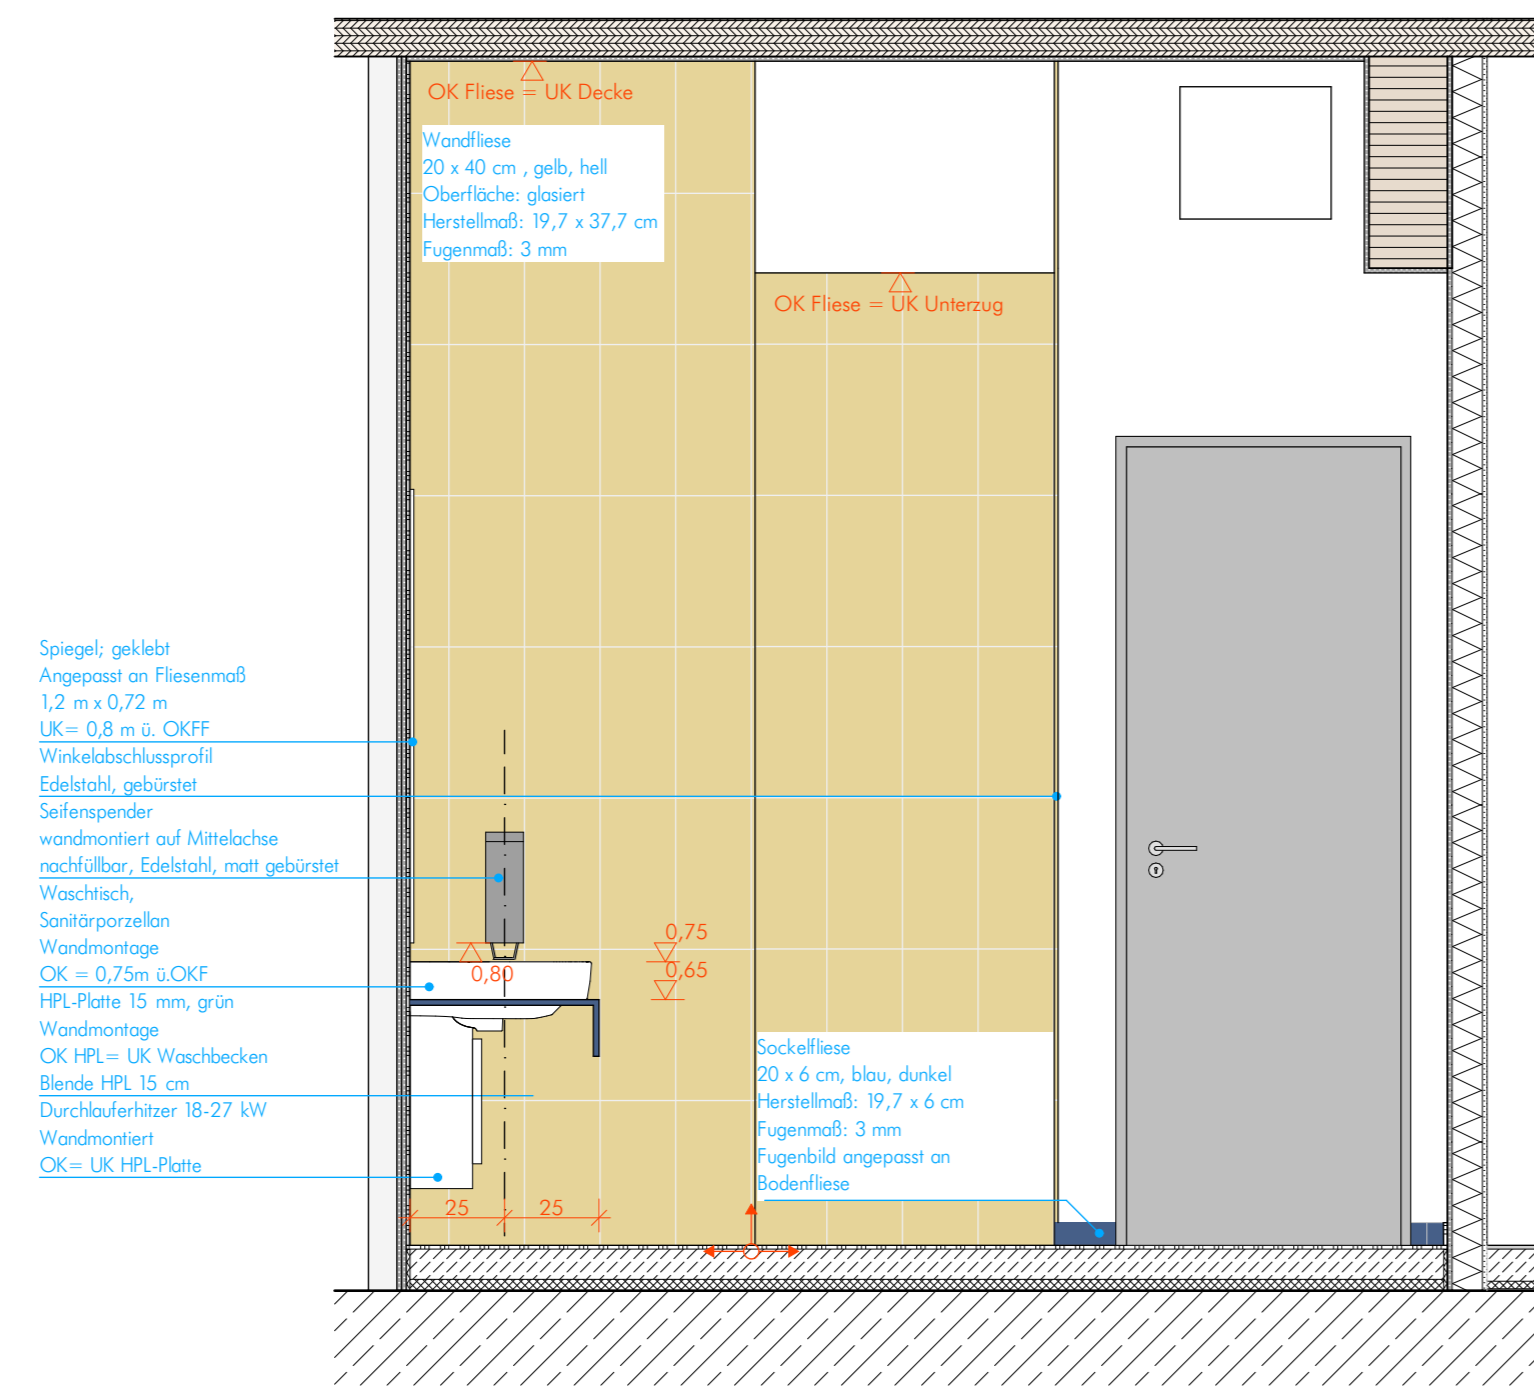 OK Fliese = UK Decke
Wandfliese
20 x 40 cm , gelb, hell
Oberfläche: glasiert
Herstellmaß: 19,7 x 37,7 cm
Fugenmaß: 3 mm
OK Fliese = UK Unterzug
Spiegel; geklebt
Angepasst an Fliesenmaß
1,2 m x 0,72 m
UK= 0,8 m ü. OKFF
Winkelabschlussprofil
Edelstahl, gebürstet
Seifenspender
wandmontiert auf Mittelachse
nachfüllbar, Edelstahl, matt gebürstet
Waschtisch,
Sanitärporzellan
Wandmontage
OK = 0,75m ü.OKF
HPL-Platte 15 mm, grün
Wandmontage
OK HPL= UK Waschbecken
Blende HPL 15 cm
Durchlauferhitzer 18-27 kW
Wandmontiert
OK= UK HPL-Platte
0,75
0,80
0,65
Sockelfliese
20 x 6 cm, blau, dunkel
Herstellmaß: 19,7 x 6 cm
Fugenmaß: 3 mm
Fugenbild angepasst an
Bodenfliese
25
25